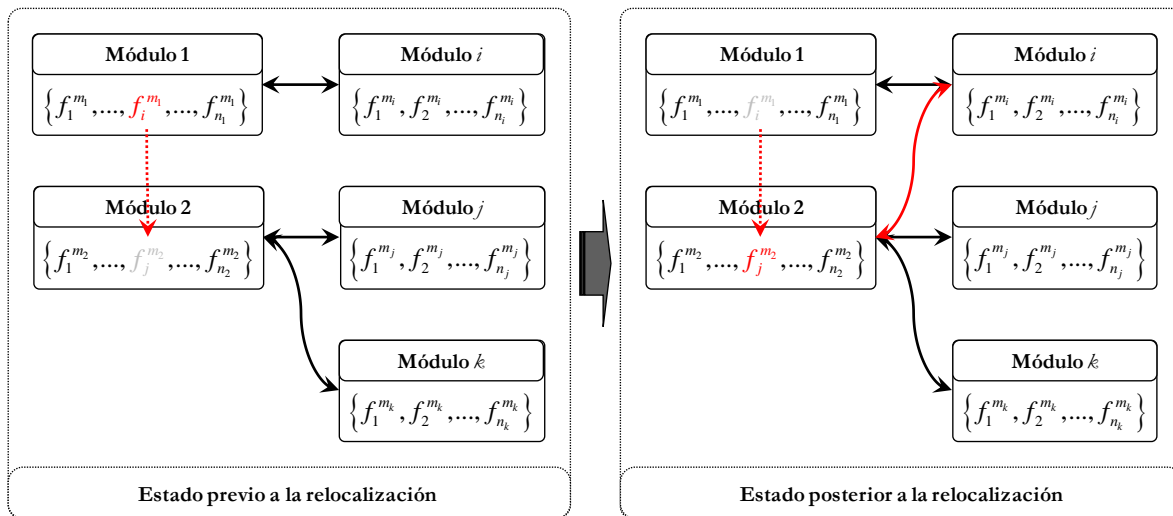 Módulo 1
{f_1^{m_1},...,f_i^{m_1},...,f_{n_1}^{m_1}}
Módulo i
{f_1^{m_i},f_2^{m_i},...,f_{n_i}^{m_i}}
Módulo 2
{f_1^{m_2},...,f_j^{m_2},...,f_{n_2}^{m_2}}
Módulo j
{f_1^{m_j},f_2^{m_j},...,f_{n_j}^{m_j}}
Módulo k
{f_1^{m_k},f_2^{m_k},...,f_{n_k}^{m_k}}
Estado previo a la relocalización
Módulo 1
{f_1^{m_1},...,f_i^{m_1},...,f_{n_1}^{m_1}}
Módulo i
{f_1^{m_i},f_2^{m_i},...,f_{n_i}^{m_i}}
Módulo 2
{f_1^{m_2},...,f_j^{m_2},...,f_{n_2}^{m_2}}
Módulo j
{f_1^{m_j},f_2^{m_j},...,f_{n_j}^{m_j}}
Módulo k
{f_1^{m_k},f_2^{m_k},...,f_{n_k}^{m_k}}
Estado posterior a la relocalización